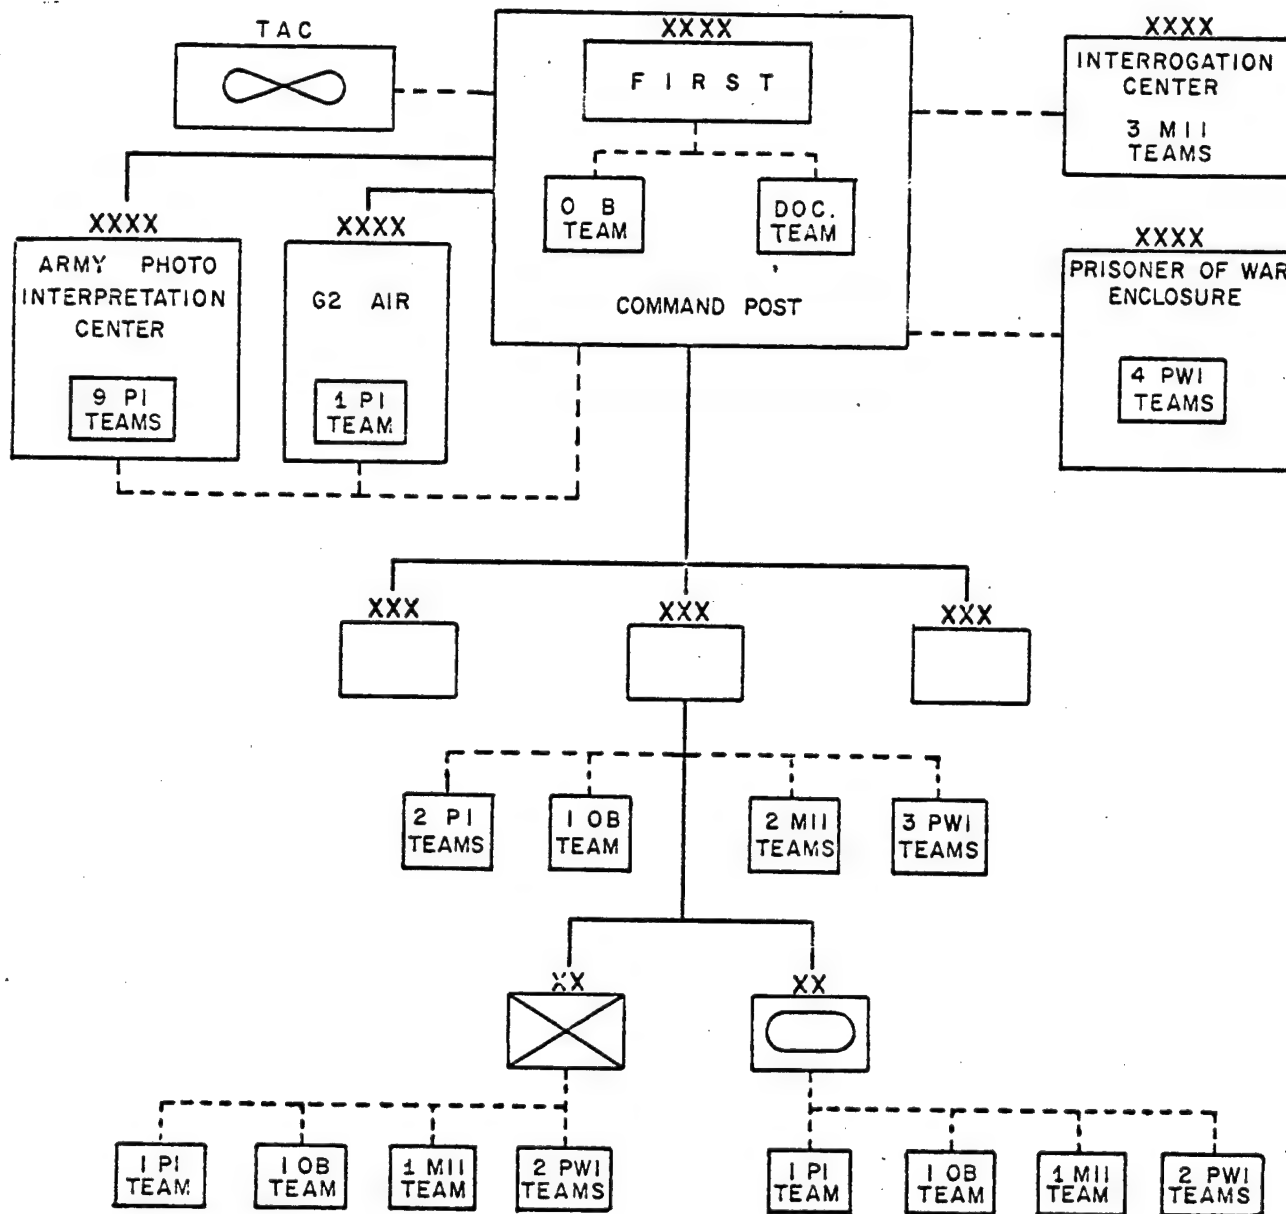 TAC
XXXX
FIRST
O B
TEAM
DOC.
TEAM
COMMAND POST
XXXX
INTERROGATION
CENTER
3 MII
TEAMS
XXXX
ARMY PHOTO
INTERPRETATION
CENTER
9 PI
TEAMS
XXXX
G2 AIR
1 PI
TEAM
XXXX
PRISONER OF WAR
ENCLOSURE
4 PWI
TEAMS
XXX
XXX
XXX
2 PI
TEAMS
1 OB
TEAM
2 MII
TEAMS
3 PWI
TEAMS
XX
XX
1 PI
TEAM
1 OB
TEAM
1 MII
TEAM
2 PWI
TEAMS
1 PI
TEAM
1 OB
TEAM
1 MII
TEAM
2 PWI
TEAMS